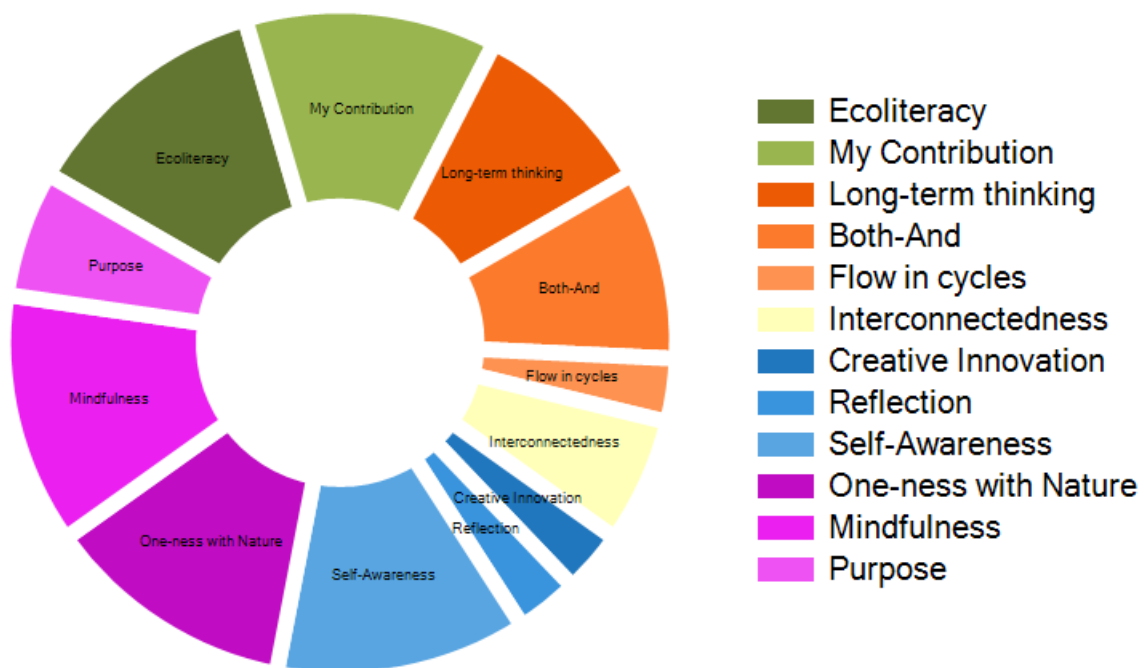 My Contribution
Ecoliteracy
Long-term thinking
Purpose
Both-And
Flow in cycles
Mindfulness
Interconnectedness
Creative Innovation
Reflection
One-ness with Nature
Self-Awareness
Ecoliteracy
My Contribution
Long-term thinking
Both-And
Flow in cycles
Interconnectedness
Creative Innovation
Reflection
Self-Awareness
One-ness with Nature
Mindfulness
Purpose